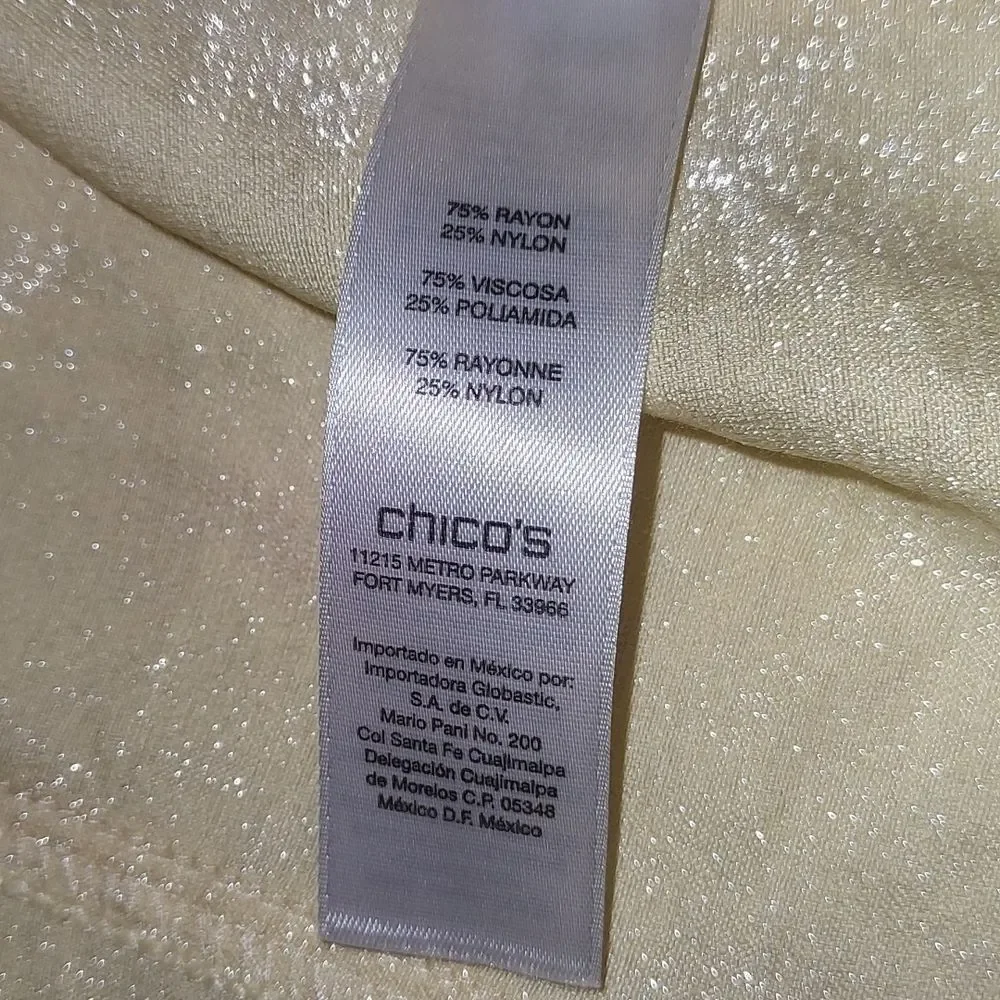 75% RAYON
25% NYLON
75% VISCOSA
25% POLIAMIDA
75% RAYONNE
25% NYLON
chico's
11215 METRO PARKWAY
FORT MYERS, FL 33966
Importado en México por:
Importadora Globastic,
S.A. de C.V.
Mario Pani No. 200
Col Santa Fe Cuajimalpa
Delegación Cuajimalpa
de Morelos C.P. 05348
México D.F. México